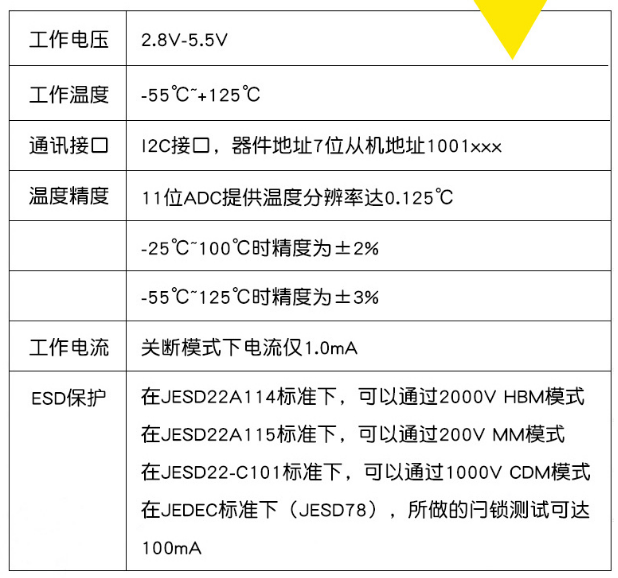 工作电压 2.8V-5.5V
工作温度 -55℃~+125℃
通讯接口 I2C接口，器件地址7位从机地址1001xxx
温度精度 11位ADC提供温度分辨率达0.125℃
-25℃~100℃时精度为±2%
-55℃~125℃时精度为±3%
工作电流 关断模式下电流仅1.0mA
ESD保护 在JESD22A114标准下，可以通过2000V HBM模式
在JESD22A115标准下，可以通过200V MM模式
在JESD22-C101标准下，可以通过1000V CDM模式
在JEDEC标准下（JESD78），所做的闩锁测试可达
100mA